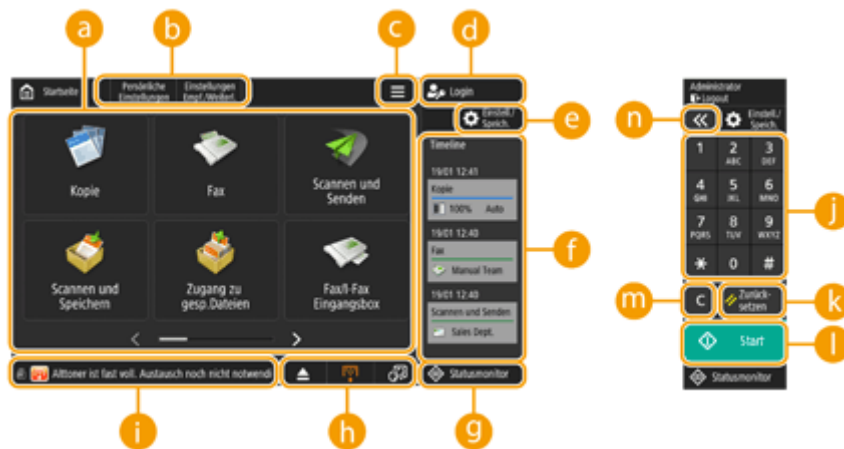 a
b
c
d
Startseite
Persönliche
Einstellungen
Einstellungen
Empf./Weiterl.
Login
e
Einstell./
Speich.
Kopie
Fax
Scannen und
Senden
Scannen und
Speichern
Zugang zu
gesp.Dateien
Fax/I-Fax
Eingangsbox
Timeline
19/01 12:41
Kopie
100% Auto
19/01 12:40
Fax
Manual Team
19/01 12:40
Scannen und Senden
Sales Dept.
f
Alttoner ist fast voll. Austausch noch nicht notwendi
Statusmonitor
i
h
g
Administrator
Logout
n
Einstell./
Speich.
1
2
ABC
3
DEF
4
GHI
5
JKL
6
MNO
7
PQRS
8
TUV
9
WXYZ
*
0
#
j
m
C
Zurück-
setzen
k
Start
l
Statusmonitor